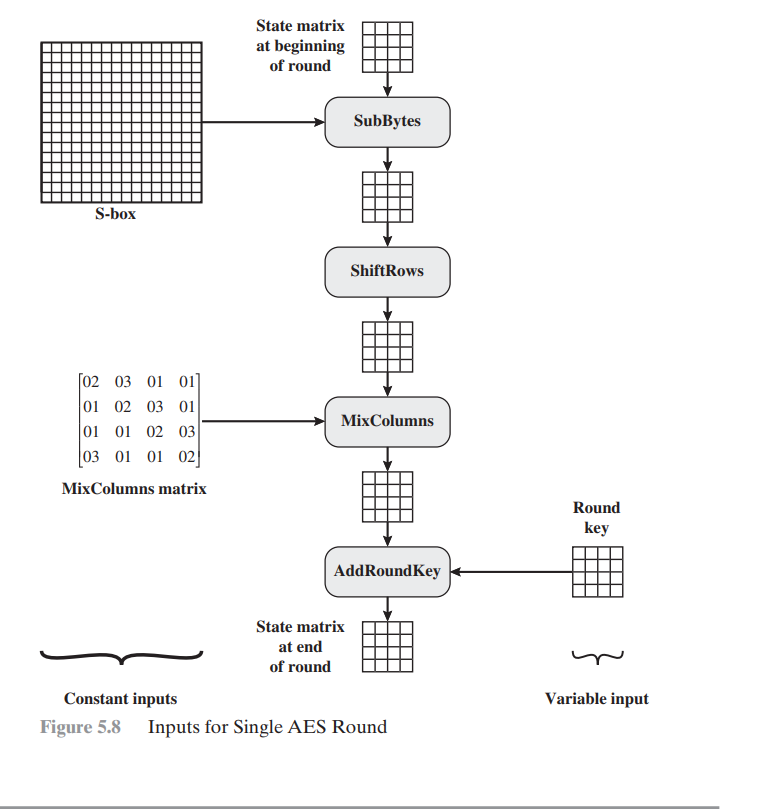 State matrix
at beginning
of round
SubBytes
S-box
ShiftRows
02 03 01 01
01 02 03 01
01 01 02 03
03 01 01 02
MixColumns
MixColumns matrix
Round
key
AddRoundKey
State matrix
at end
of round
Constant inputs
Variable input
Figure 5.8 Inputs for Single AES Round